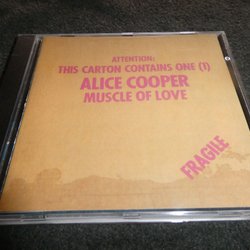 ATTENTION:
THIS CARTON CONTAINS ONE (1)
ALICE COOPER
MUSCLE OF LOVE
FRAGILE